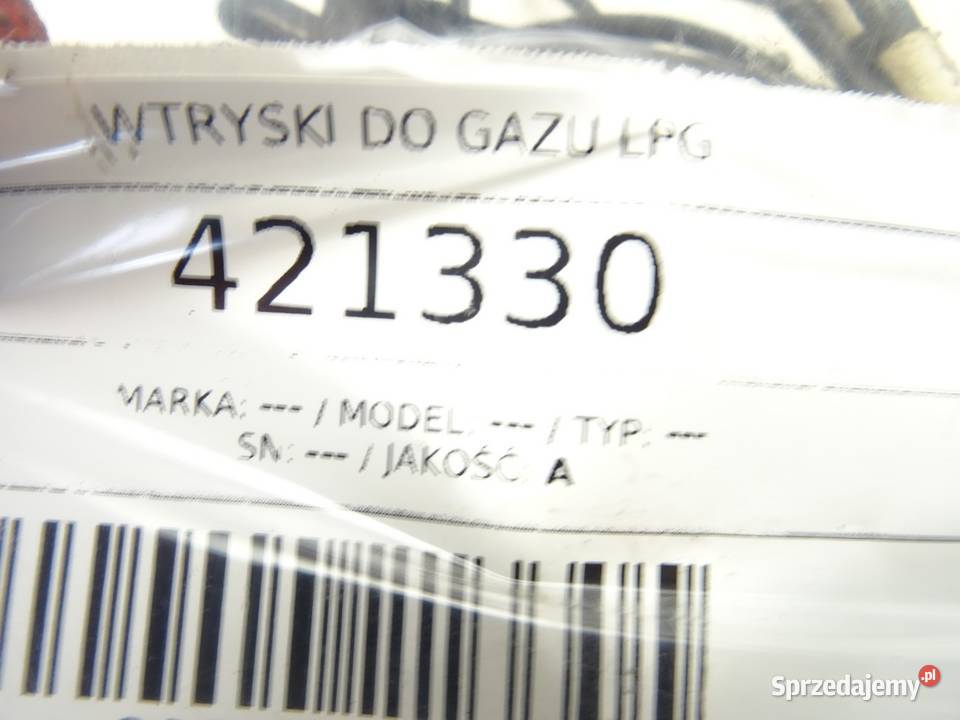 WTRYSKI DO GAZU LPG
421330
MARKA: --- / MODEL: --- / TYP: ---
SN: --- / JAKOŚĆ: A
Sprzedajemy.pl